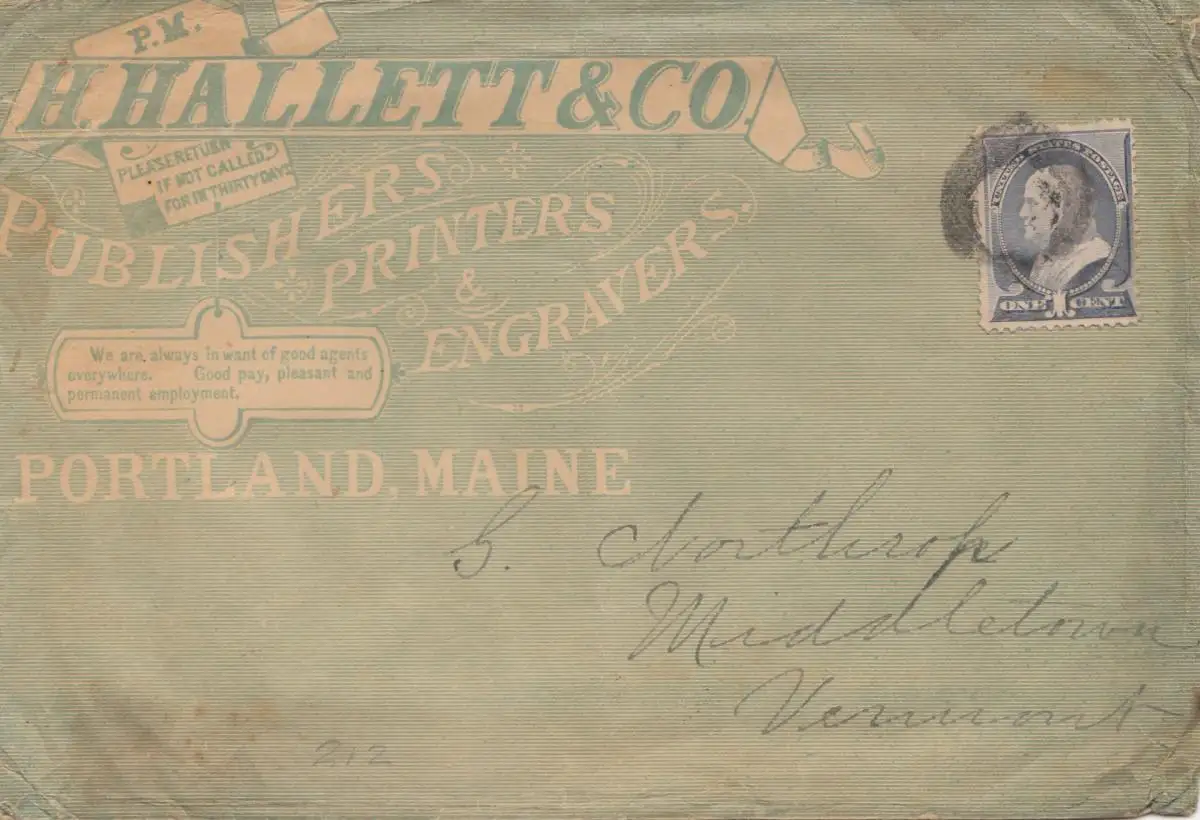 P.M.
H. HALLETT & CO.
PLEASE RETURN
IF NOT CALLED
FOR IN THIRTY DAYS
PUBLISHERS
PRINTERS
&
ENGRAVERS.
We are always in want of good agents
everywhere. Good pay, pleasant and
permanent employment.
PORTLAND, MAINE
UNITED STATES POSTAGE
ONE 1 CENT
G. Northrop
Middletown
Vermont
212